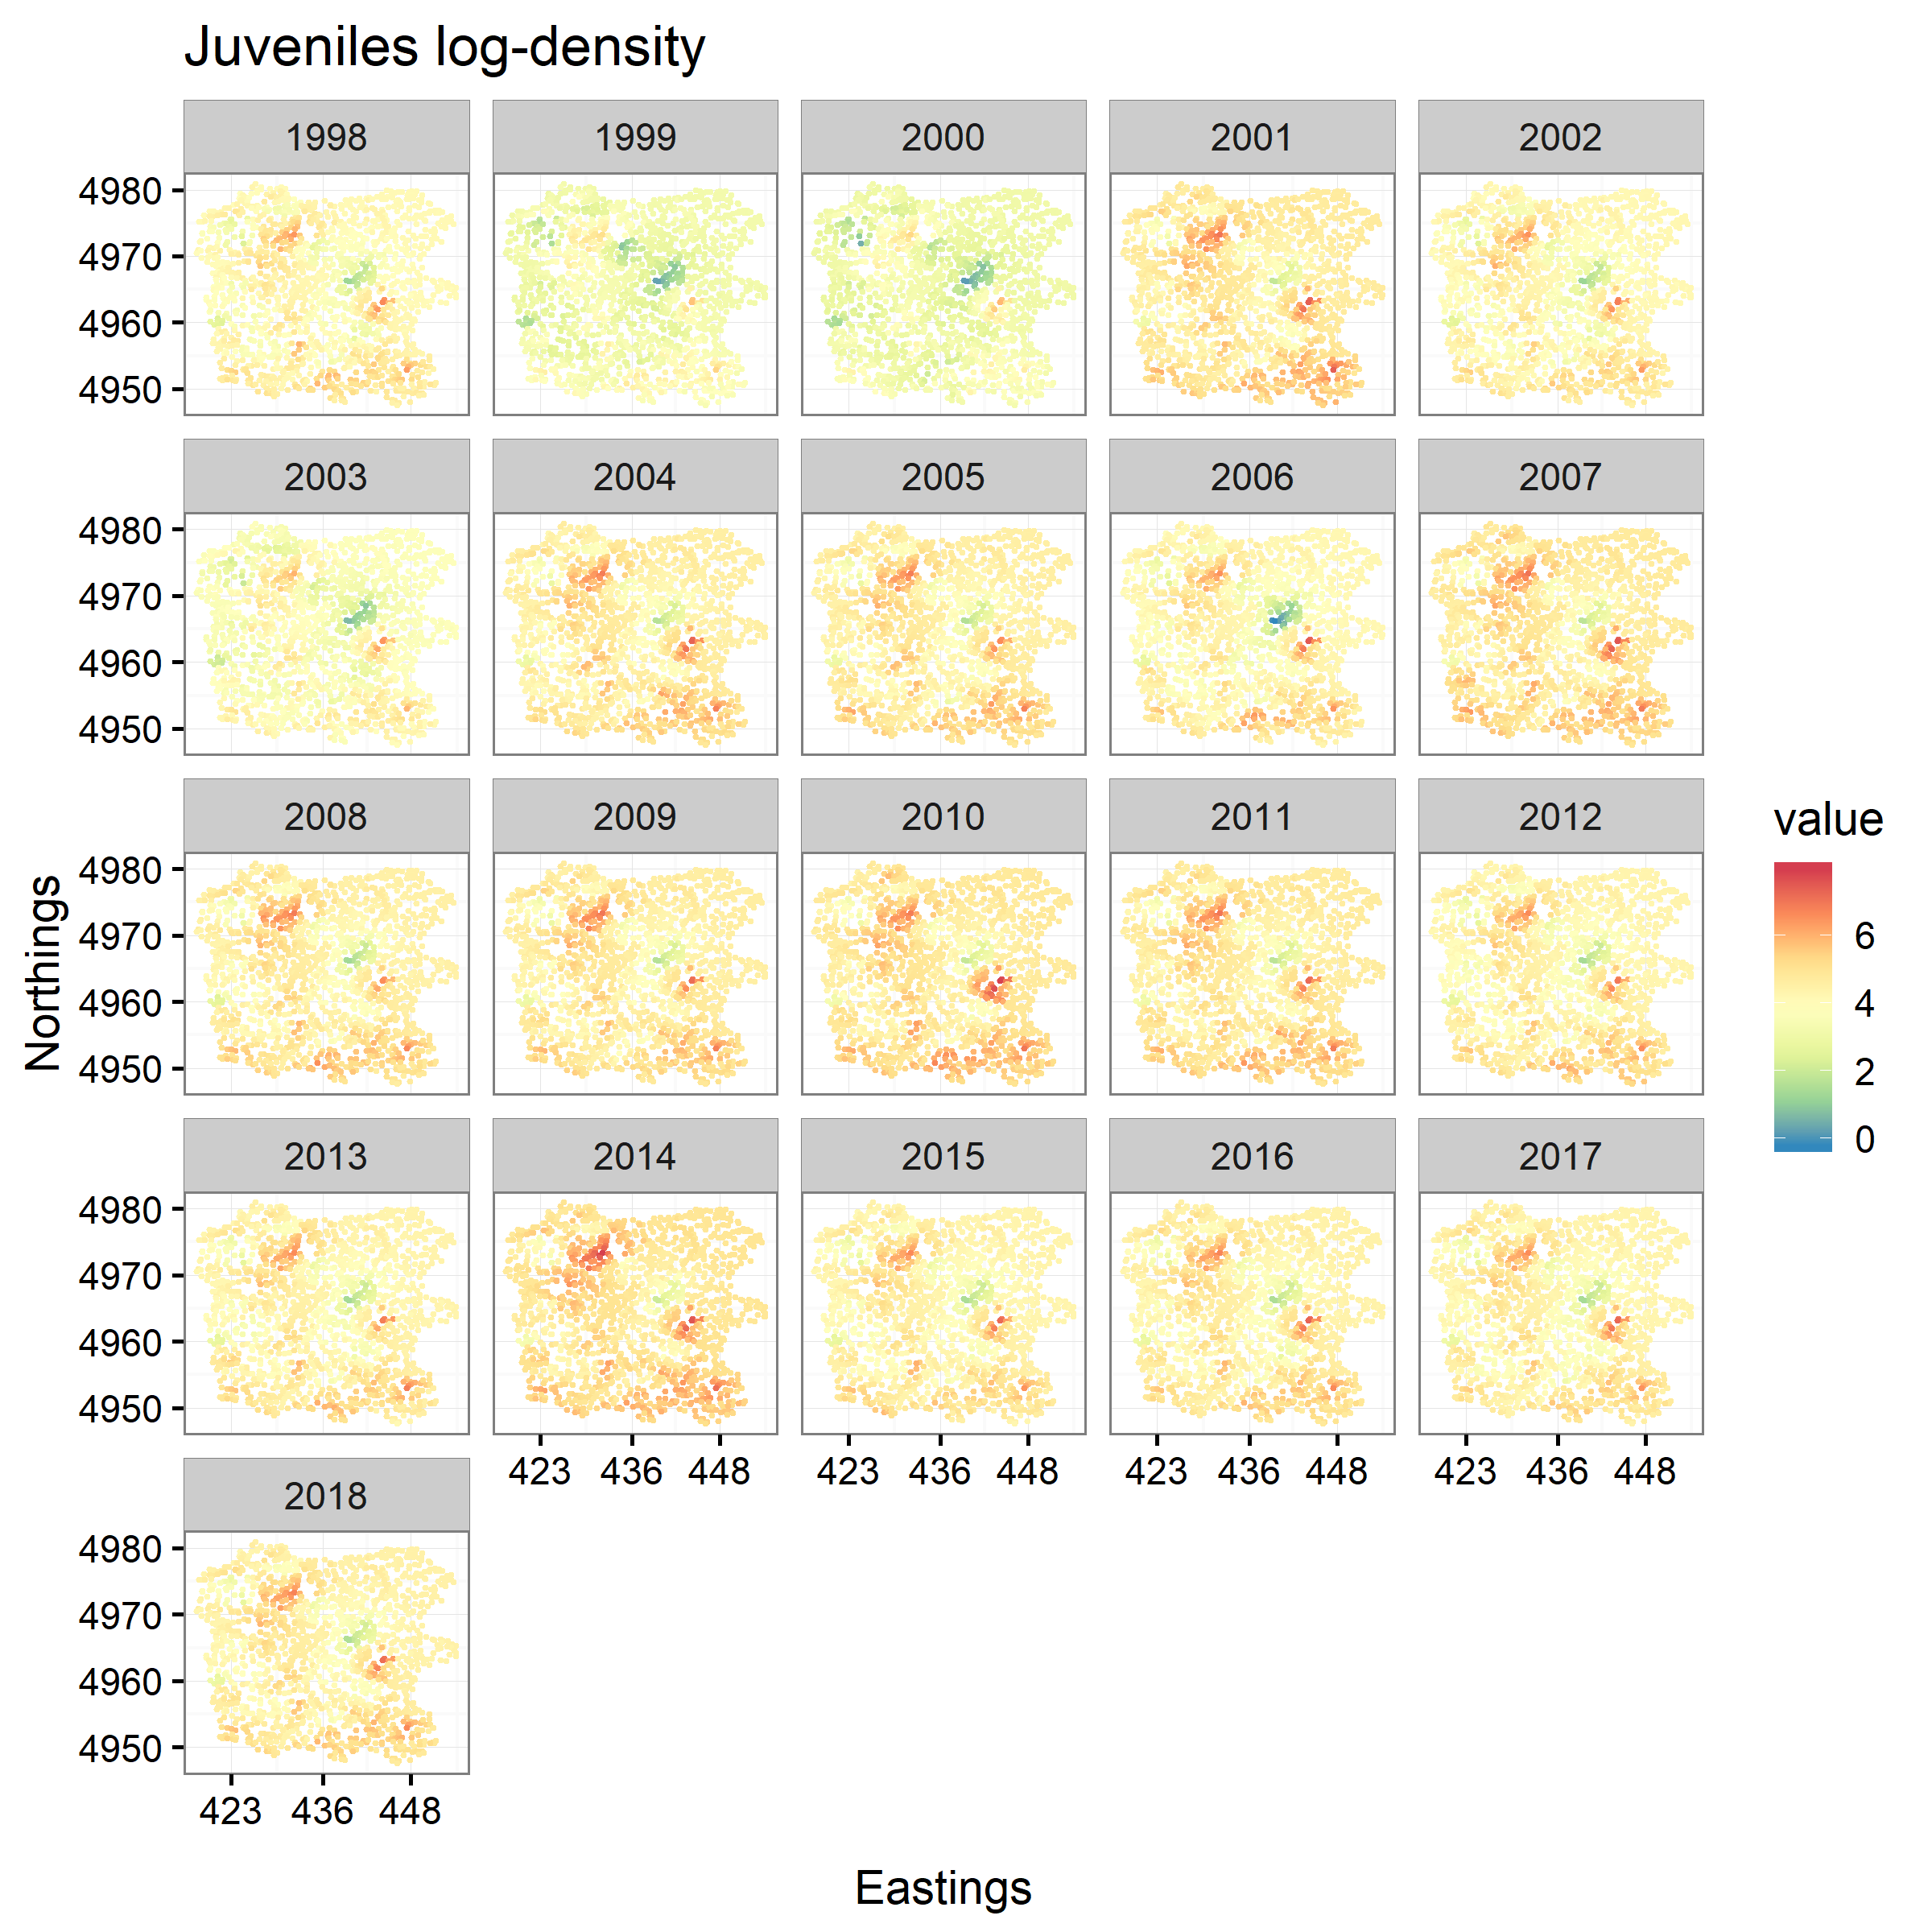 Juveniles log-density
1998 1999 2000 2001 2002
4980
4970
4960
4950
2003 2004 2005 2006 2007
4980
4970
4960
4950
2008 2009 2010 2011 2012
4980
4970
4960
4950
2013 2014 2015 2016 2017
4980
4970
4960
4950
423 436 448 423 436 448 423 436 448 423 436 448
2018
4980
4970
4960
4950
423 436 448
Eastings
Northings
value
6
4
2
0